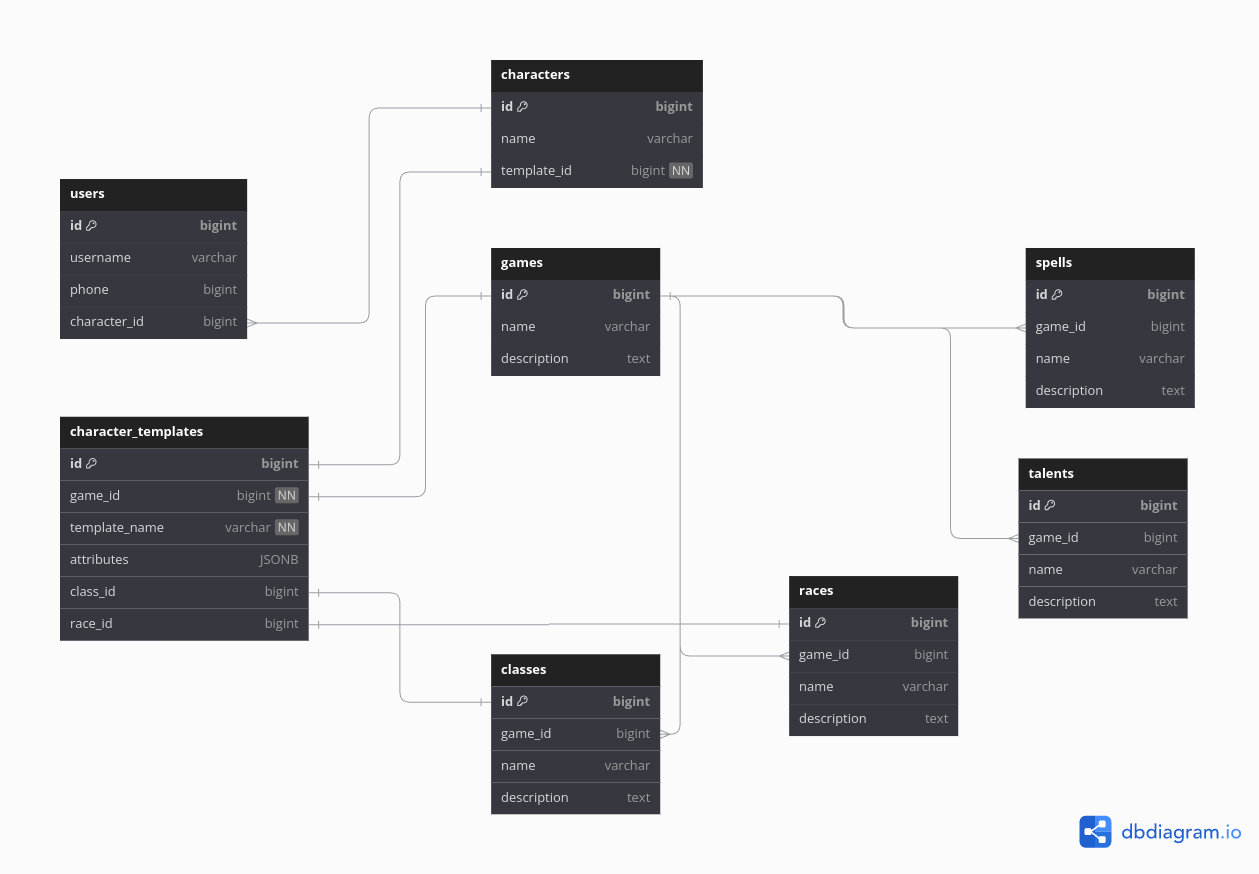 characters
id bigint
name varchar
template_id bigint NN
users
id bigint
username varchar
phone bigint
character_id bigint
games
id bigint
name varchar
description text
spells
id bigint
game_id bigint
name varchar
description text
character_templates
id bigint
game_id bigint NN
template_name varchar NN
attributes JSONB
class_id bigint
race_id bigint
talents
id bigint
game_id bigint
name varchar
description text
races
id bigint
game_id bigint
name varchar
description text
classes
id bigint
game_id bigint
name varchar
description text
dbdiagram.io